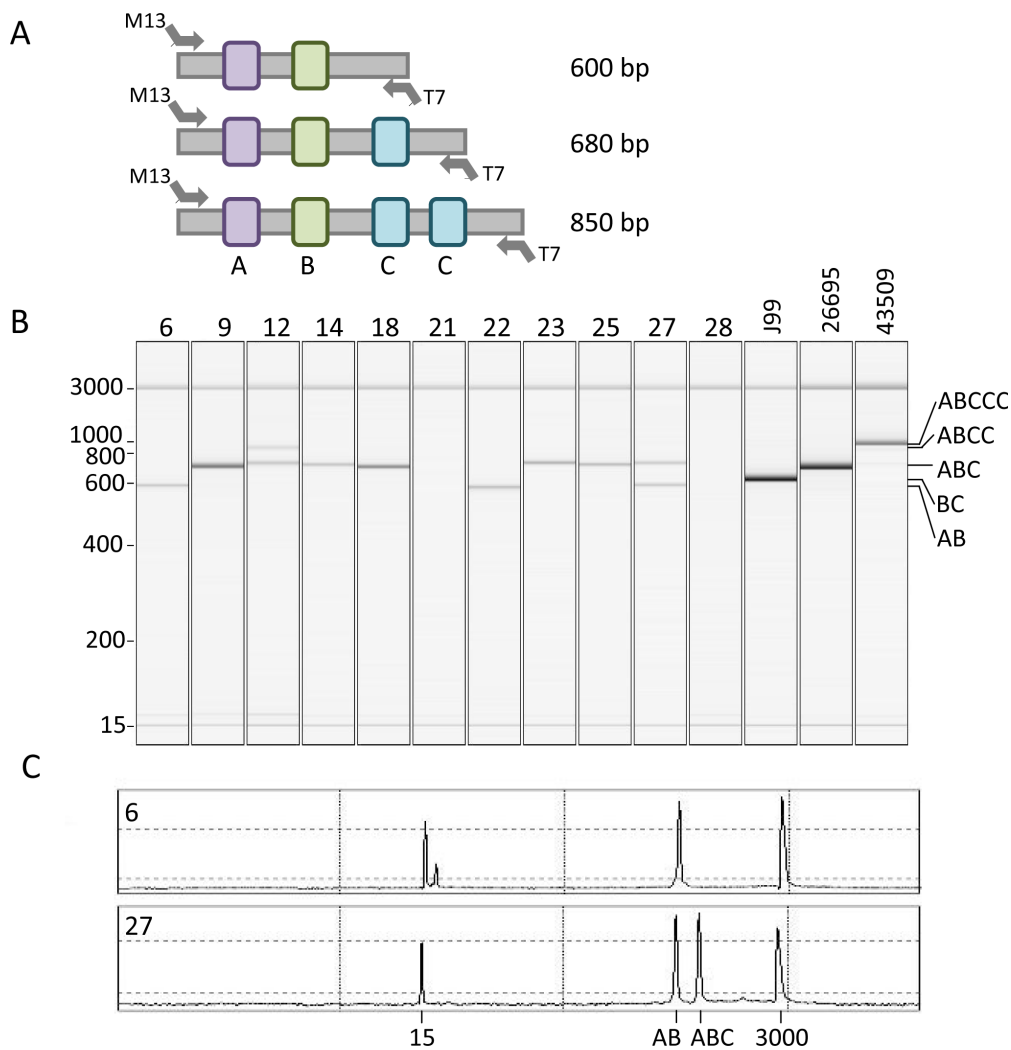 A
M13
T7
600 bp
M13
T7
680 bp
M13
T7
850 bp
A B C C
B
6 9 12 14 18 21 22 23 25 27 28 J99 26695 43509
3000
1000
800
600
400
200
15
ABCCC
ABCC
ABC
BC
AB
C
6
27
15 AB ABC 3000